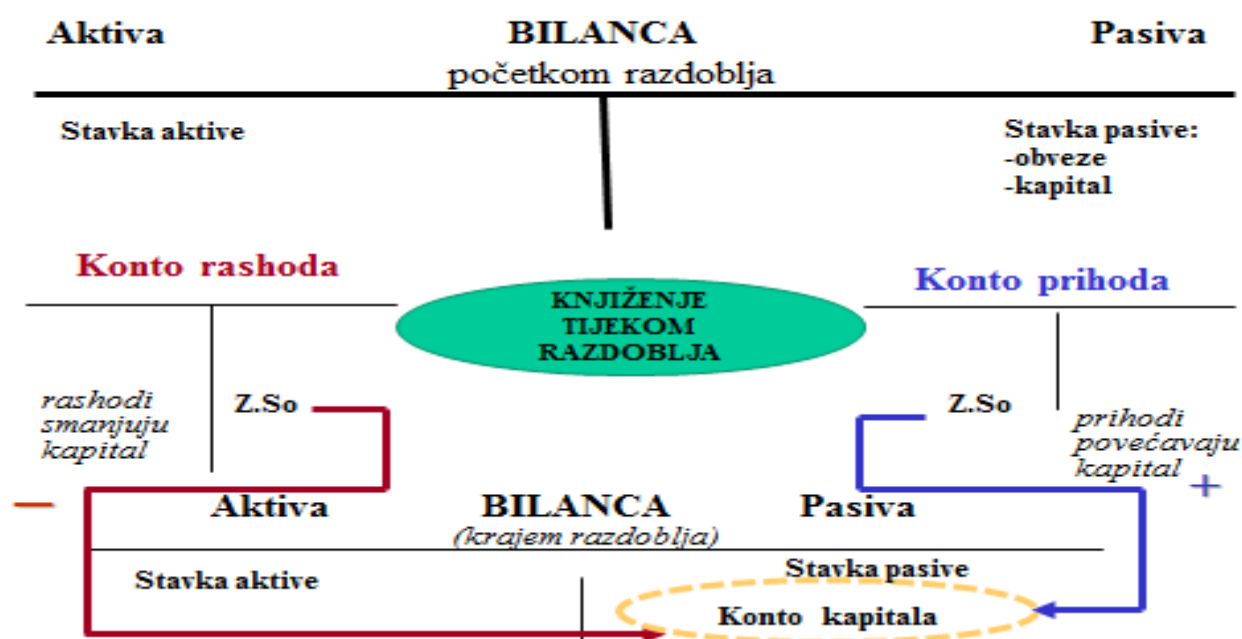 Aktiva BILANCA Pasiva
početkom razdoblja
Stavka aktive
Stavka pasive:
-obveze
-kapital
Konto rashoda
Konto prihoda
KNJIŽENJE
TIJEKOM
RAZDOBLJA
rashodi
smanjuju
kapital
Z.So
Z.So
prihodi
povećavaju
kapital
− +
Aktiva BILANCA Pasiva
(krajem razdoblja)
Stavka aktive
Stavka pasive
Konto kapitala